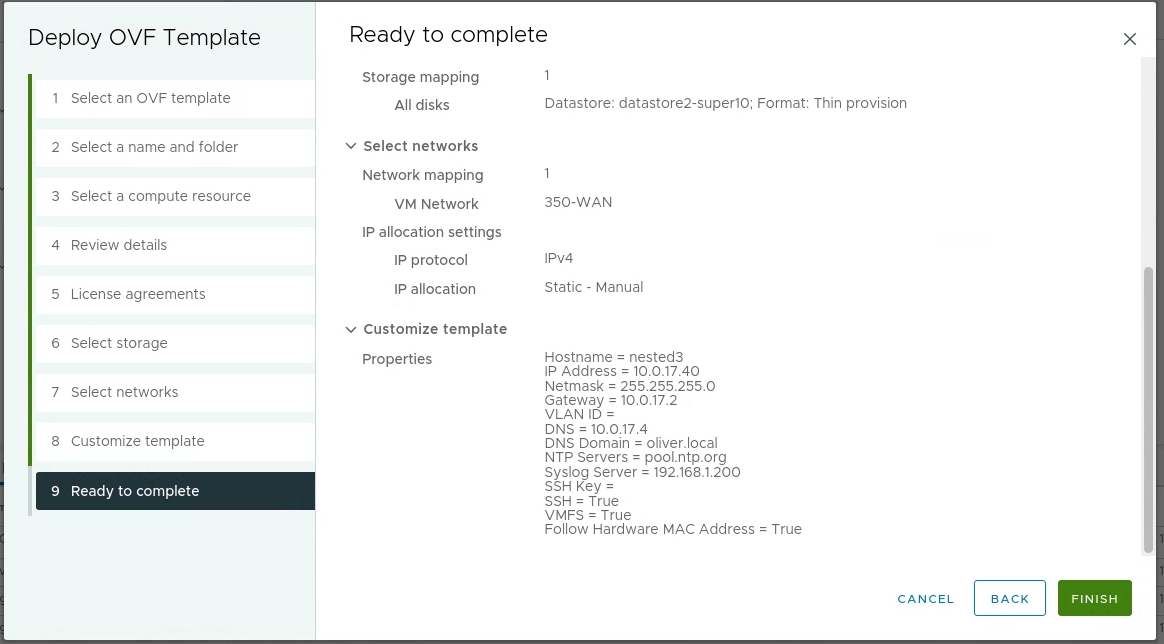 Deploy OVF Template
1 Select an OVF template
2 Select a name and folder
3 Select a compute resource
4 Review details
5 License agreements
6 Select storage
7 Select networks
8 Customize template
9 Ready to complete
Ready to complete
Storage mapping 1
All disks Datastore: datastore2-super10; Format: Thin provision
Select networks
Network mapping 1
VM Network 350-WAN
IP allocation settings
IP protocol IPv4
IP allocation Static - Manual
Customize template
Properties Hostname = nested3
IP Address = 10.0.17.40
Netmask = 255.255.255.0
Gateway = 10.0.17.2
VLAN ID =
DNS = 10.0.17.4
DNS Domain = oliver.local
NTP Servers = pool.ntp.org
Syslog Server = 192.168.1.200
SSH Key =
SSH = True
VMFS = True
Follow Hardware MAC Address = True
CANCEL BACK FINISH